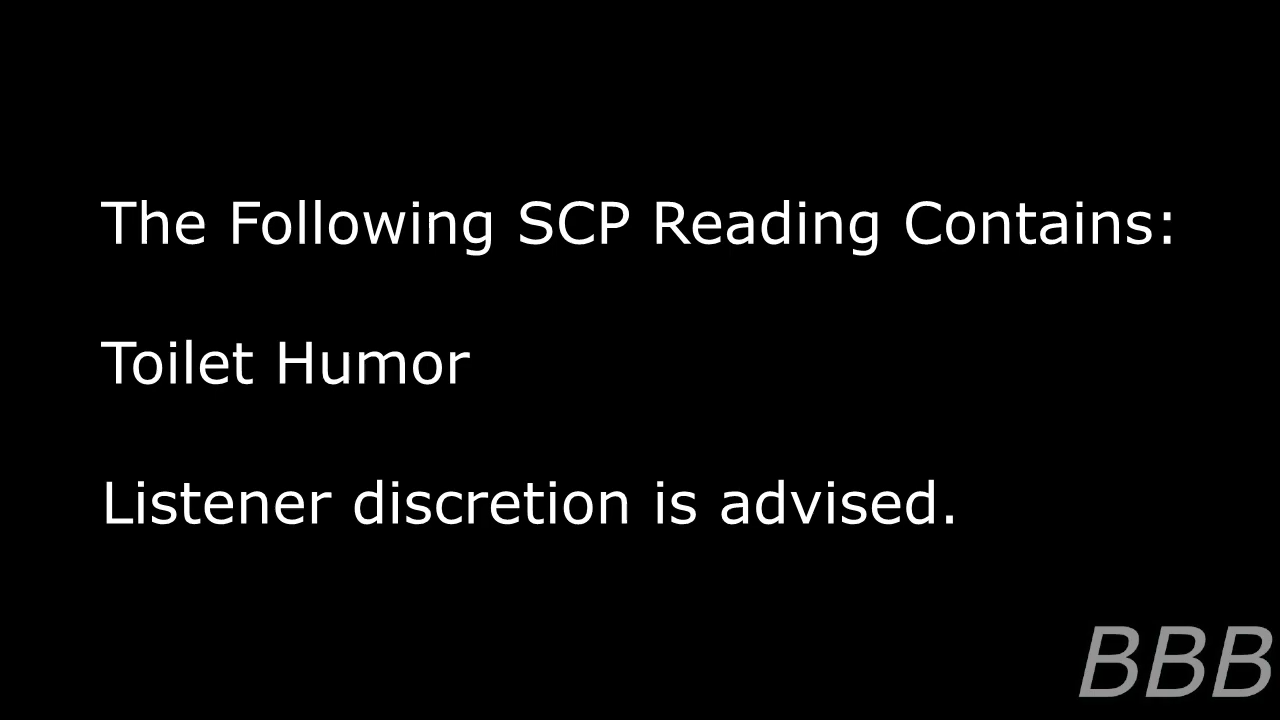 The Following SCP Reading Contains:
Toilet Humor
Listener discretion is advised.
BBB